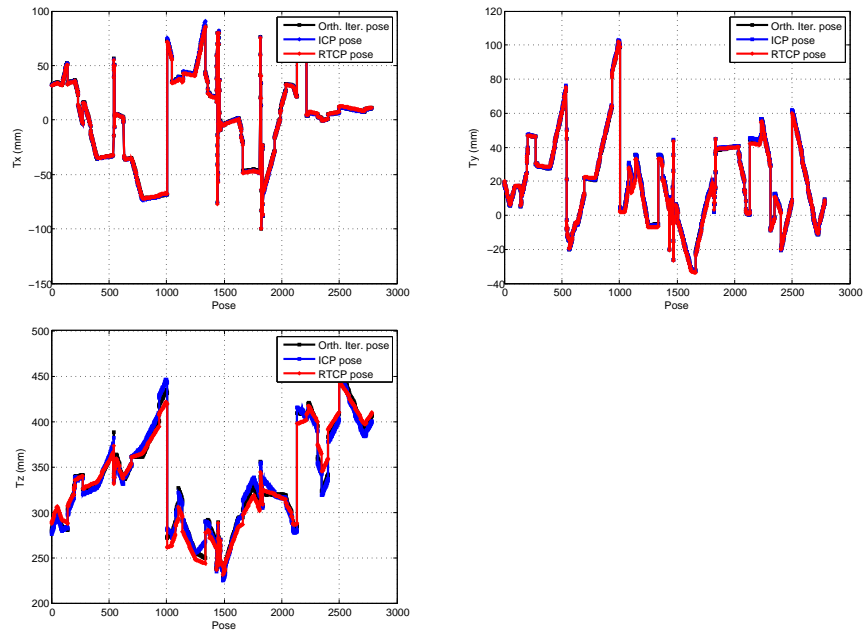 100
50
0
−50
−100
−150
0
500
1000
1500
2000
2500
3000
Tx (mm)
Pose
Orth. Iter. pose
ICP pose
RTCP pose
120
100
80
60
40
20
0
−20
−40
0
500
1000
1500
2000
2500
3000
Ty (mm)
Pose
Orth. Iter. pose
ICP pose
RTCP pose
500
450
400
350
300
250
200
0
500
1000
1500
2000
2500
3000
Tz (mm)
Pose
Orth. Iter. pose
ICP pose
RTCP pose